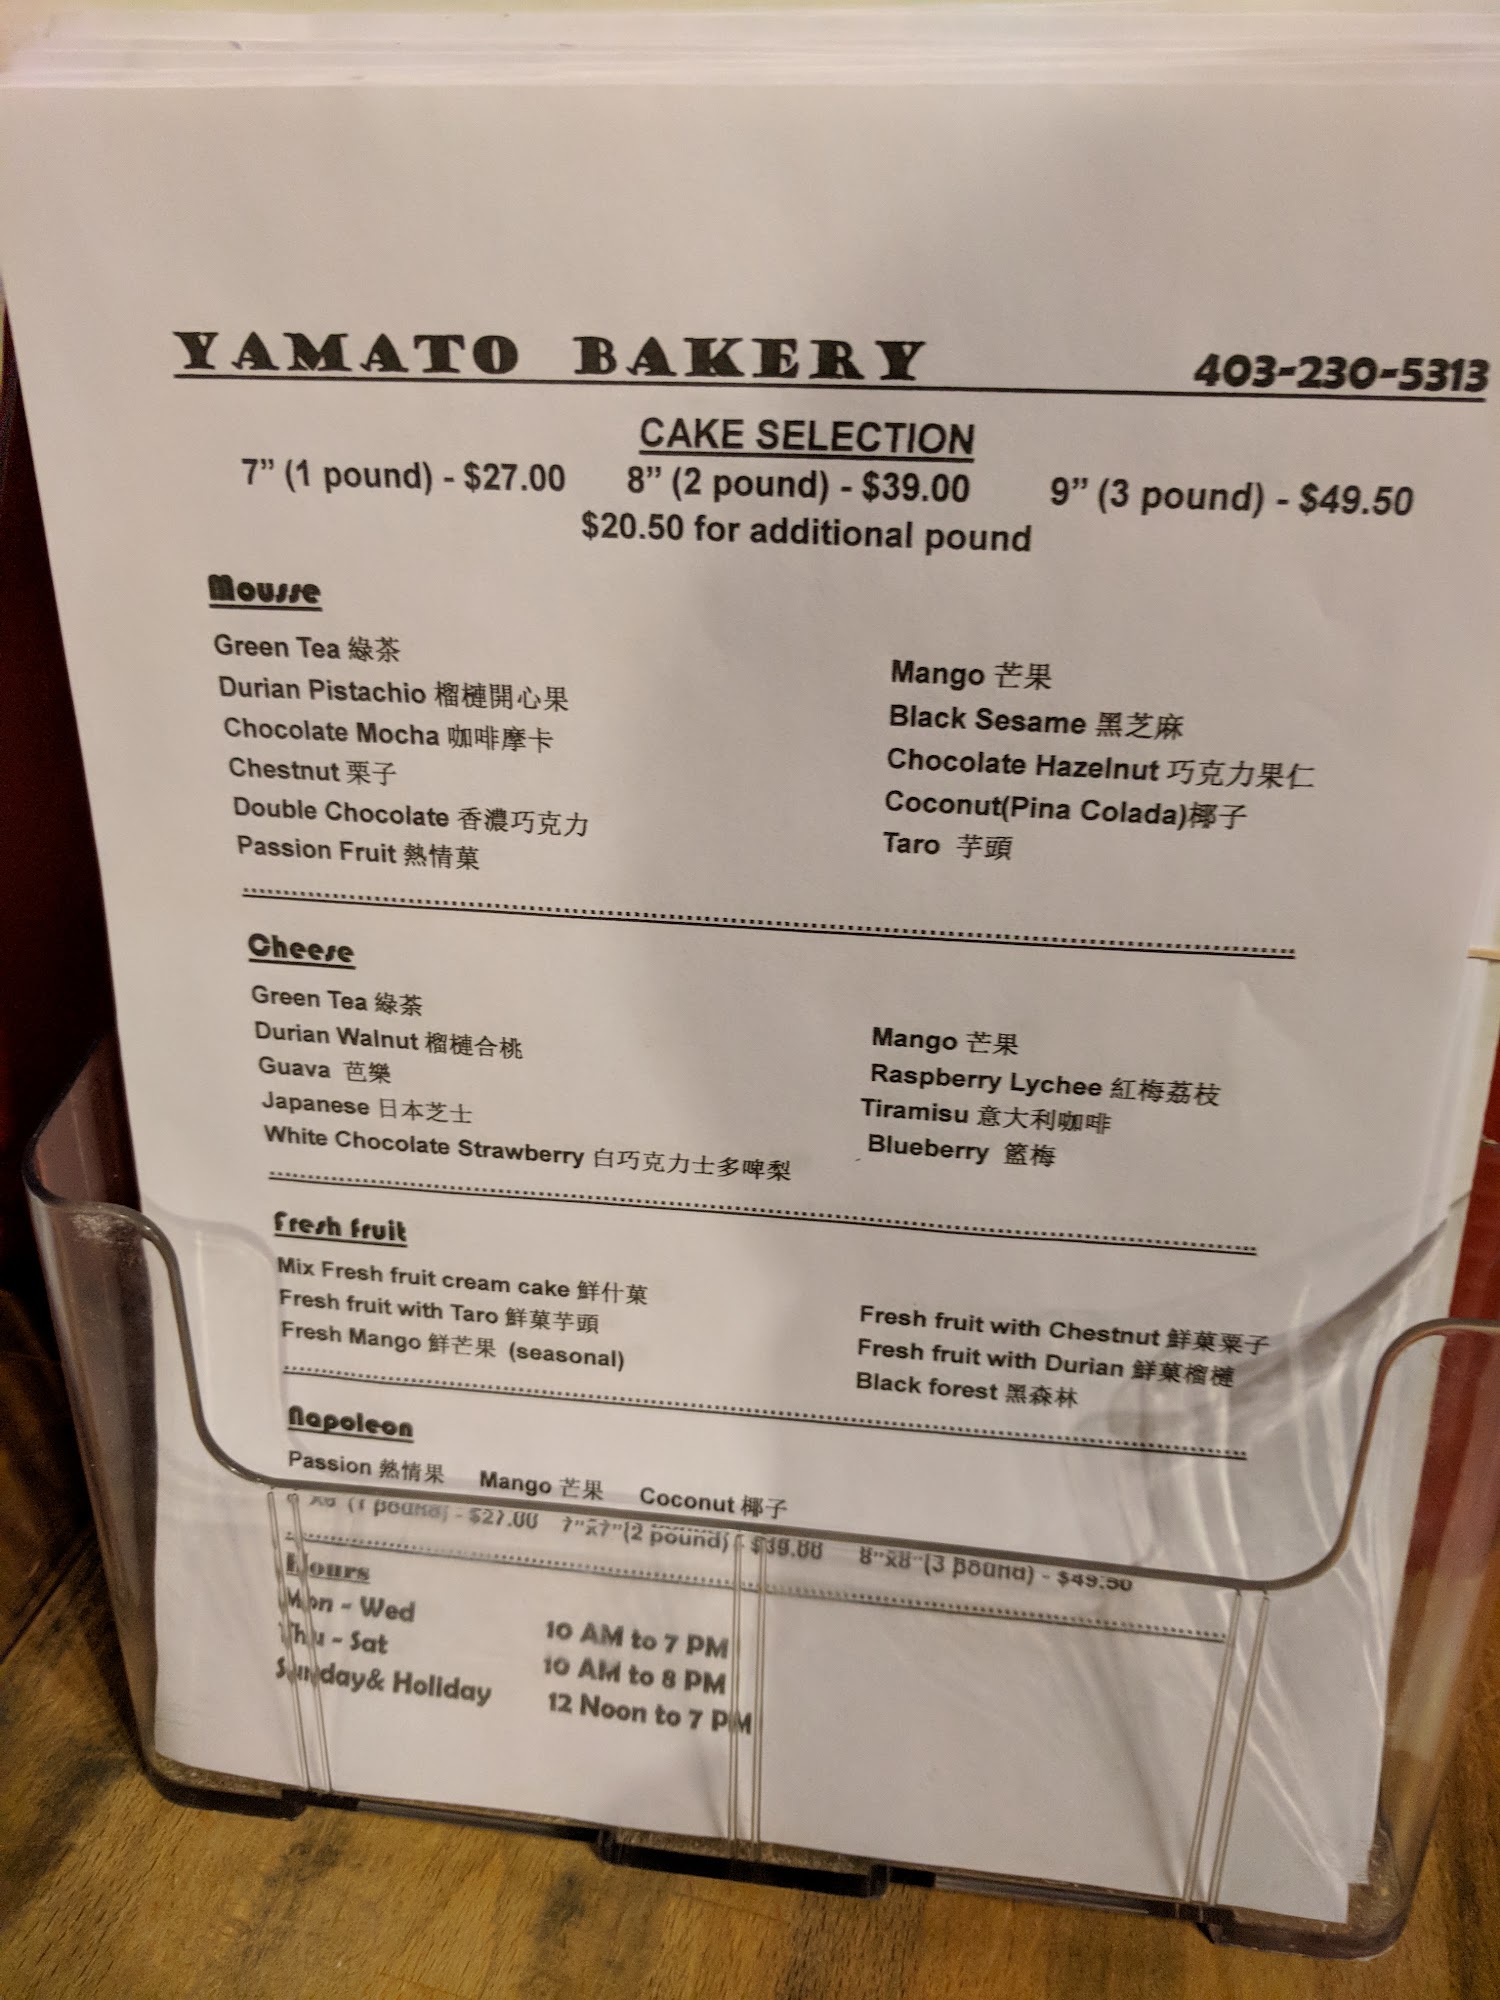 YAMATO BAKERY 403-230-5313
CAKE SELECTION
7” (1 pound) - $27.00 8” (2 pound) - $39.00 9” (3 pound) - $49.50
$20.50 for additional pound
Mousse
Green Tea 綠茶
Durian Pistachio 榴槤開心果
Chocolate Mocha 咖啡摩卡
Chestnut 栗子
Double Chocolate 香濃巧克力
Passion Fruit 熱情菓
Mango 芒果
Black Sesame 黑芝麻
Chocolate Hazelnut 巧克力果仁
Coconut(Pina Colada)椰子
Taro 芋頭
Cheese
Green Tea 綠茶
Durian Walnut 榴槤合桃
Guava 芭樂
Japanese 日本芝士
White Chocolate Strawberry 白巧克力士多啤梨
Mango 芒果
Raspberry Lychee 紅梅荔枝
Tiramisu 意大利咖啡
Blueberry 籃梅
Fresh fruit
Mix Fresh fruit cream cake 鮮什菓
Fresh fruit with Taro 鮮菓芋頭
Fresh Mango 鮮芒果 (seasonal)
Fresh fruit with Chestnut 鮮菓粟子
Fresh fruit with Durian 鮮菓榴槤
Black forest 黑森林
Napoleon
Passion 熱情果 Mango 芒果 Coconut 椰子
(1 pound) - $27.00 7”x7”(2 pound) - $39.00 8”x8”(3 pound) - $49.50
Hours
Mon - Wed 10 AM to 7 PM
Thu - Sat 10 AM to 8 PM
Sunday& Holiday 12 Noon to 7 PM